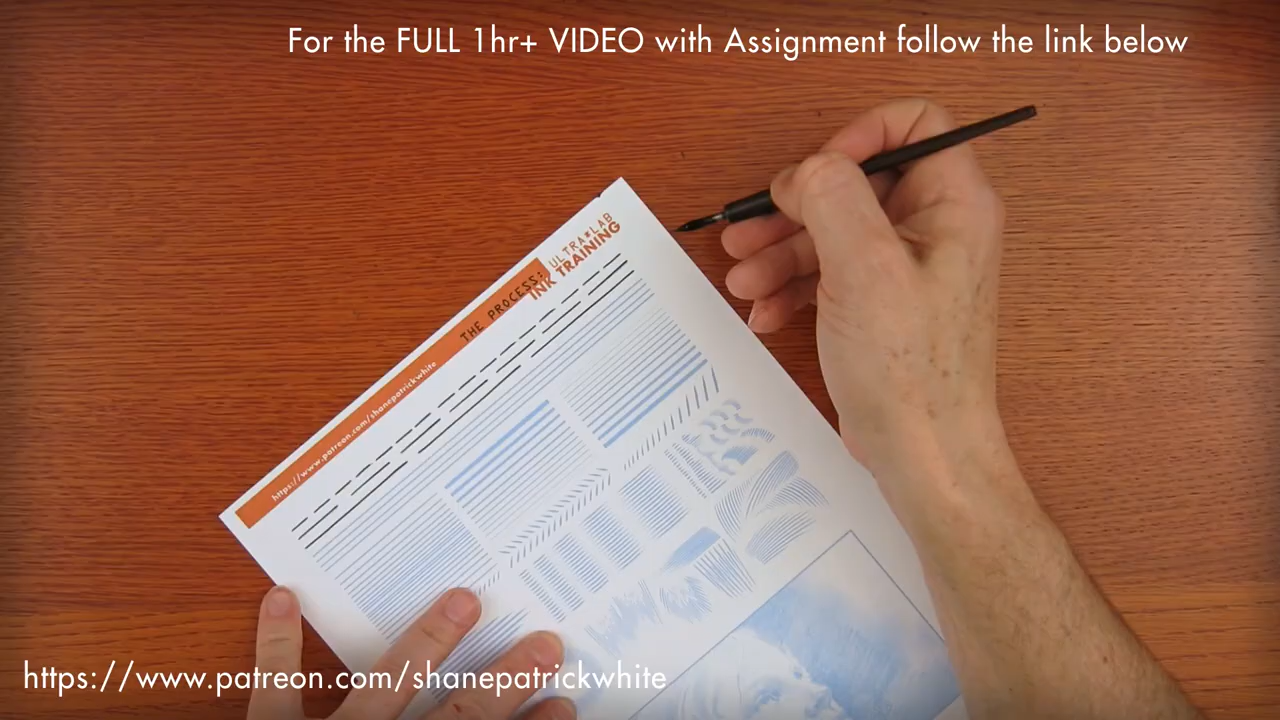 For the FULL 1hr+ VIDEO with Assignment follow the link below
ULTRA*LAB
THE PROCESS: INK TRAINING
https://www.patreon.com/shanepatrickwhite
https://www.patreon.com/shanepatrickwhite